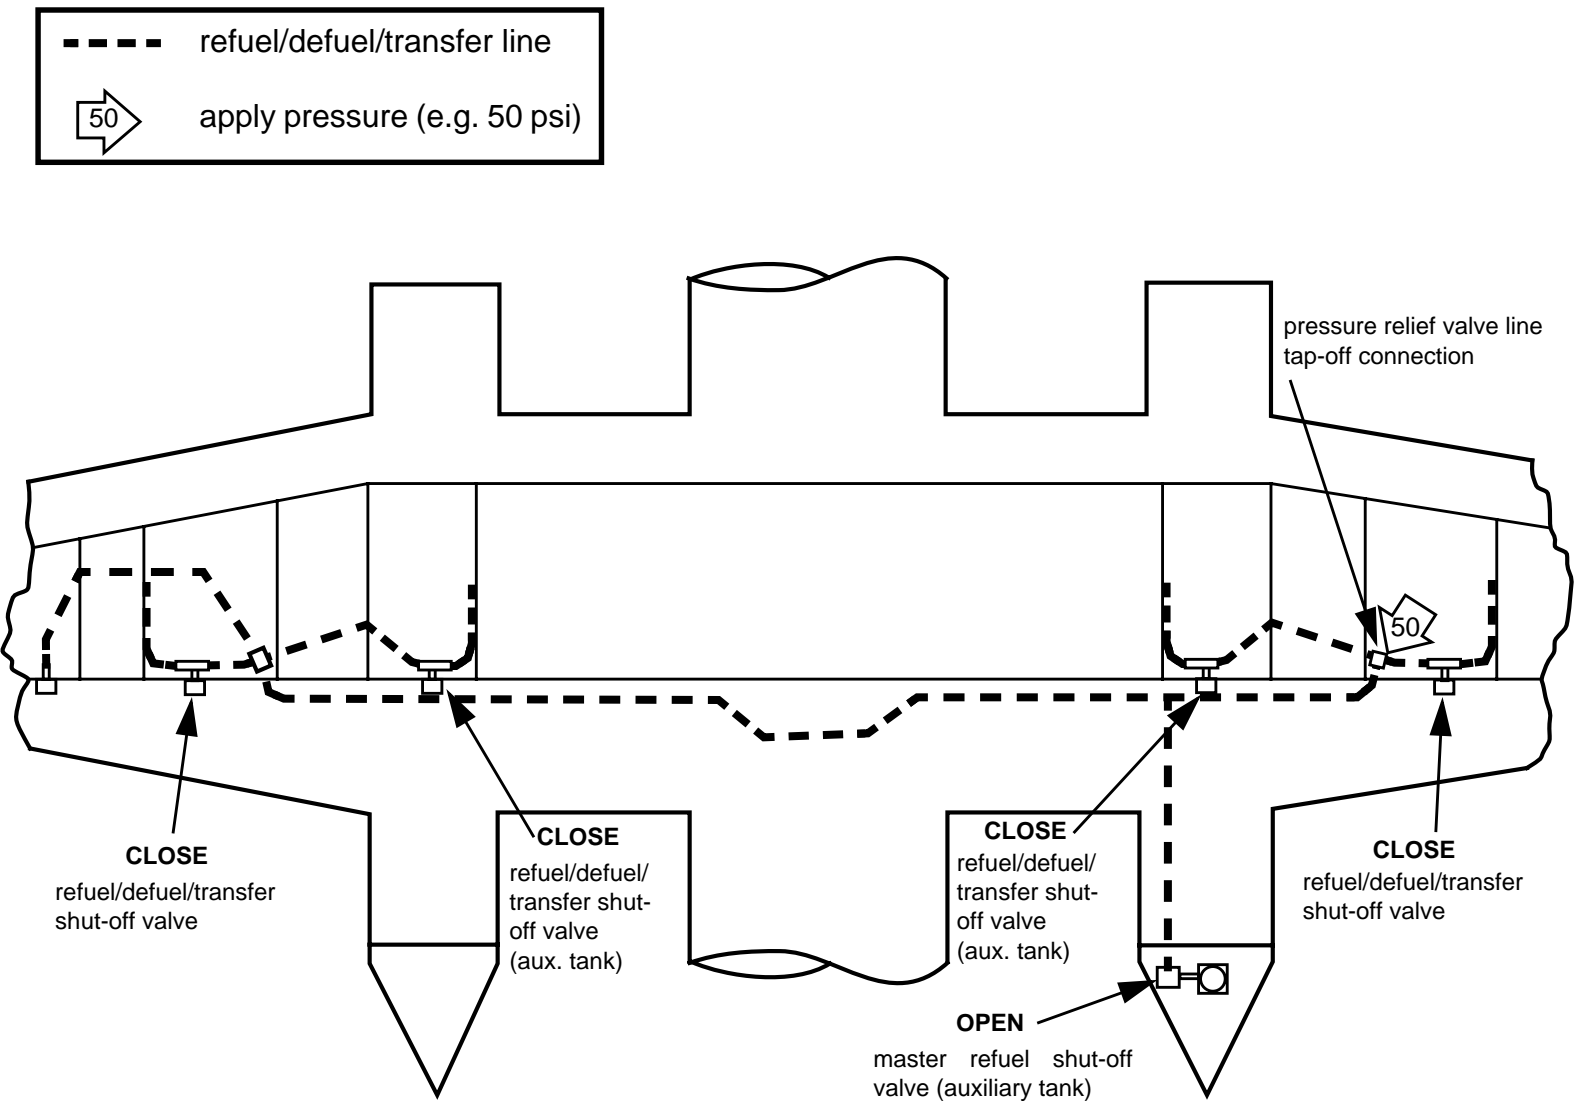 refuel/defuel/transfer line
50
apply pressure (e.g. 50 psi)
pressure relief valve line
tap-off connection
50
CLOSE
refuel/defuel/transfer
shut-off valve
CLOSE
refuel/defuel/
transfer shut-
off valve
(aux. tank)
CLOSE
refuel/defuel/
transfer shut-
off valve
(aux. tank)
CLOSE
refuel/defuel/transfer
shut-off valve
OPEN
master refuel shut-off
valve (auxiliary tank)